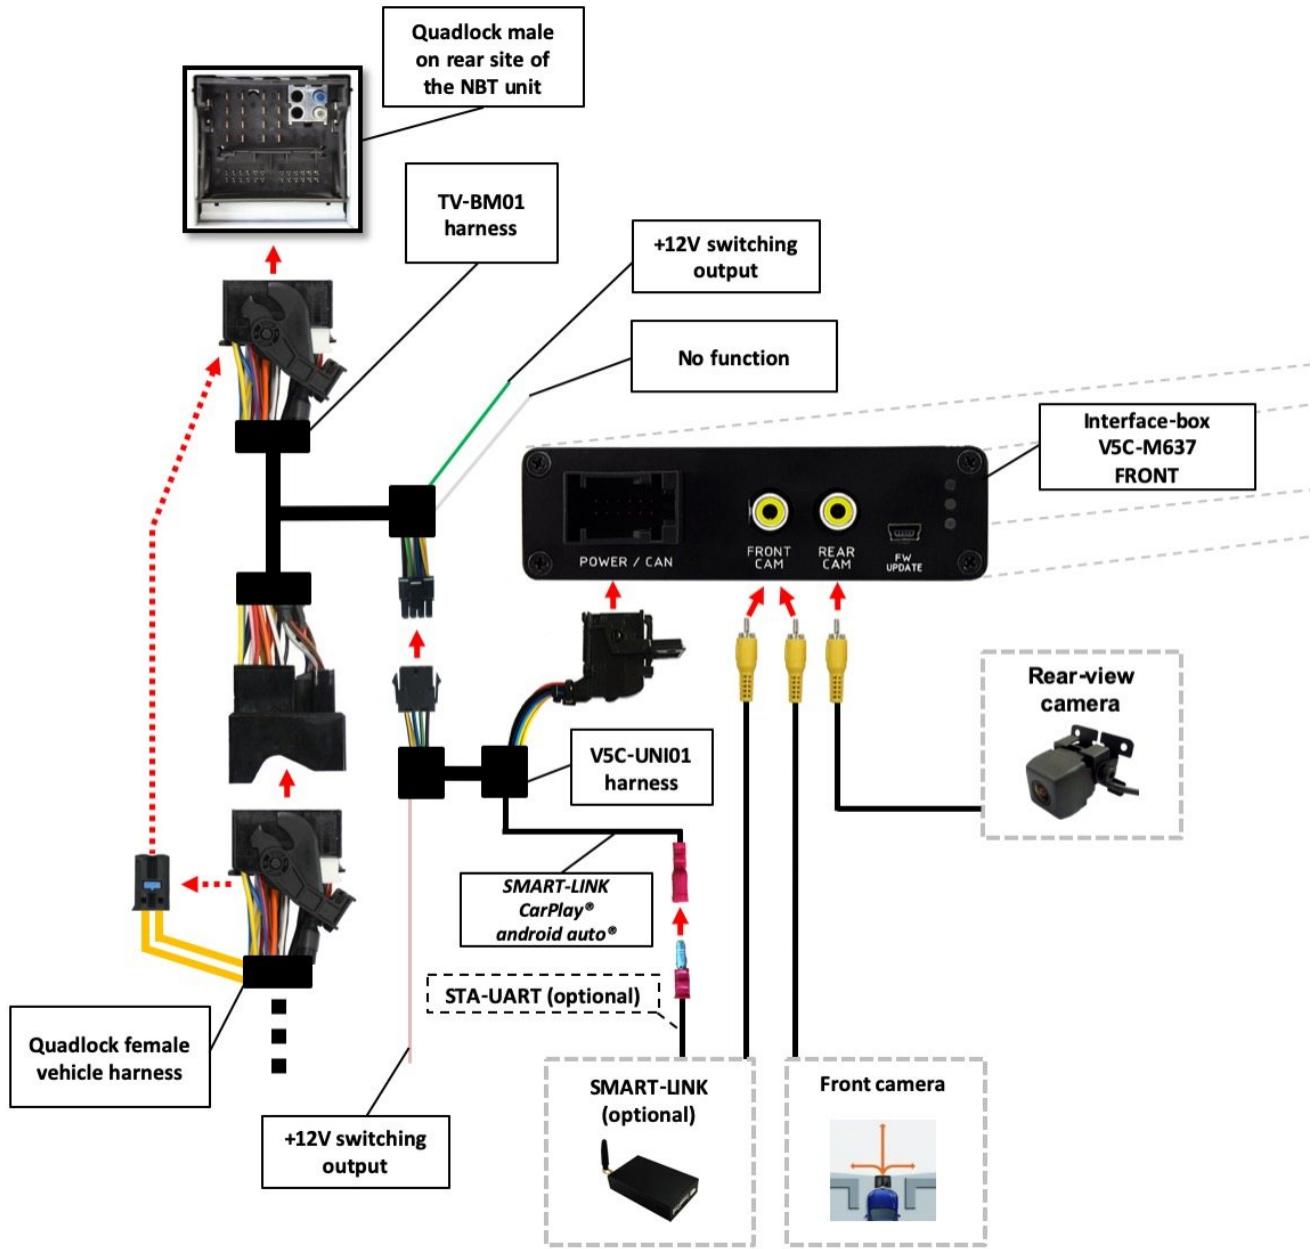 Quadlock male
on rear site of
the NBT unit
TV-BM01
harness
+12V switching
output
No function
Interface-box
V5C-M637
FRONT
POWER / CAN
FRONT
CAM
REAR
CAM
FW
UPDATE
Rear-view
camera
V5C-UNI01
harness
SMART-LINK
CarPlay®
android auto®
STA-UART (optional)
Quadlock female
vehicle harness
+12V switching
output
SMART-LINK
(optional)
Front camera